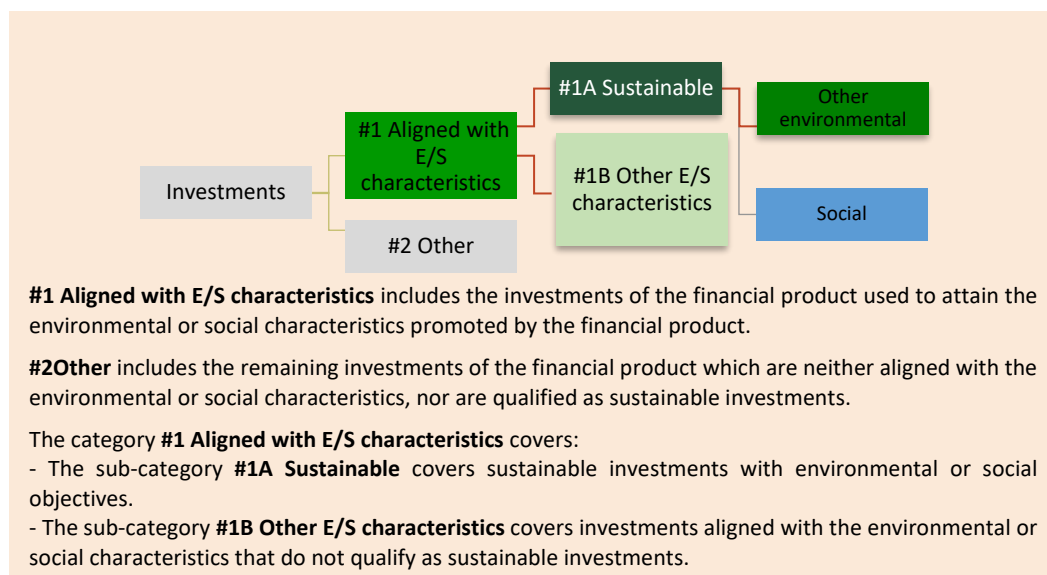 #1A Sustainable
Other
environmental
#1 Aligned with
E/S
characteristics
#1B Other E/S
characteristics
Investments
Social
#2 Other
#1 Aligned with E/S characteristics includes the investments of the financial product used to attain the
environmental or social characteristics promoted by the financial product.
#2Other includes the remaining investments of the financial product which are neither aligned with the
environmental or social characteristics, nor are qualified as sustainable investments.
The category #1 Aligned with E/S characteristics covers:
- The sub-category #1A Sustainable covers sustainable investments with environmental or social
objectives.
- The sub-category #1B Other E/S characteristics covers investments aligned with the environmental or
social characteristics that do not qualify as sustainable investments.